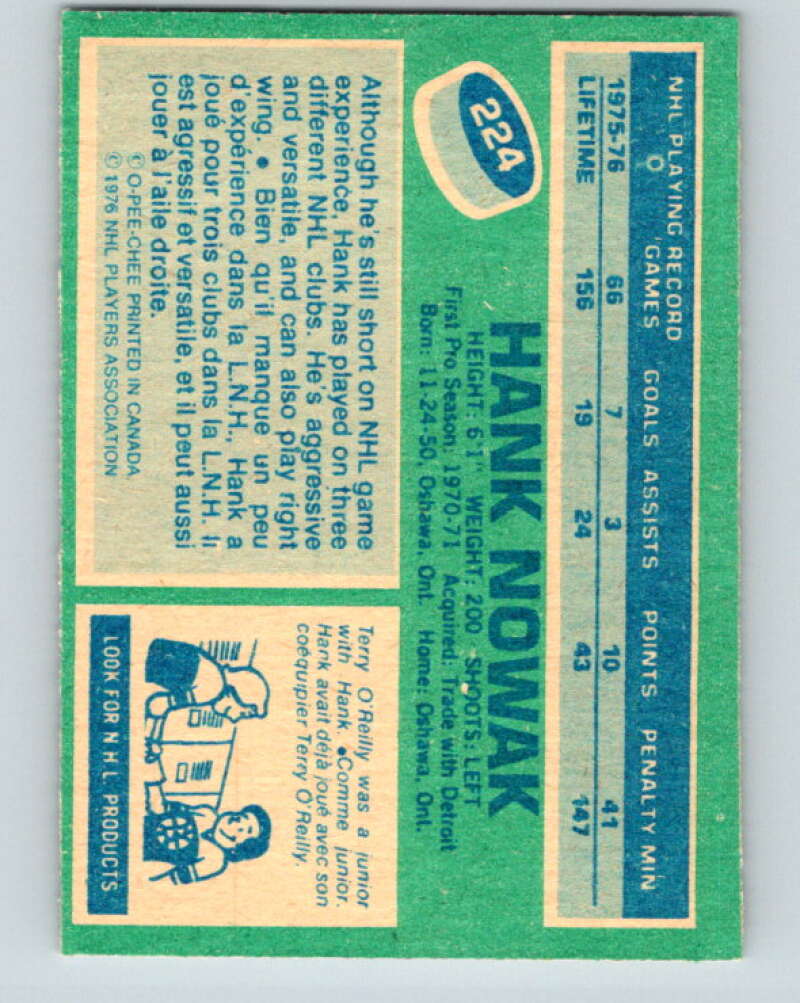 NHL PLAYING RECORD
GAMES GOALS ASSISTS POINTS PENALTY MIN
1975-76 66 7 3 10 41
LIFETIME 156 19 24 43 147
224
HANK NOWAK
HEIGHT: 6'1" WEIGHT: 200 SHOOTS: LEFT
First Pro Season: 1970-71 Acquired: Trade with Detroit
Born: 11-24-50, Oshawa, Ont. Home: Oshawa, Ont.
Although he's still short on NHL game
experience, Hank has played on three
different NHL clubs. He's aggressive
and versatile, and can also play right
wing. • Bien qu'il manque un peu
d'expérience dans la L.N.H., Hank a
joué pour trois clubs dans la L.N.H. Il
est agressif et versatile, et il peut aussi
jouer à l'aile droite.
© O-PEE-CHEE PRINTED IN CANADA
© 1976 NHL PLAYERS ASSOCIATION
Terry O'Reilly was a junior
with Hank. •Comme junior,
Hank avait déjà joué avec son
coéquipier Terry O'Reilly.
LOOK FOR NHL PRODUCTS